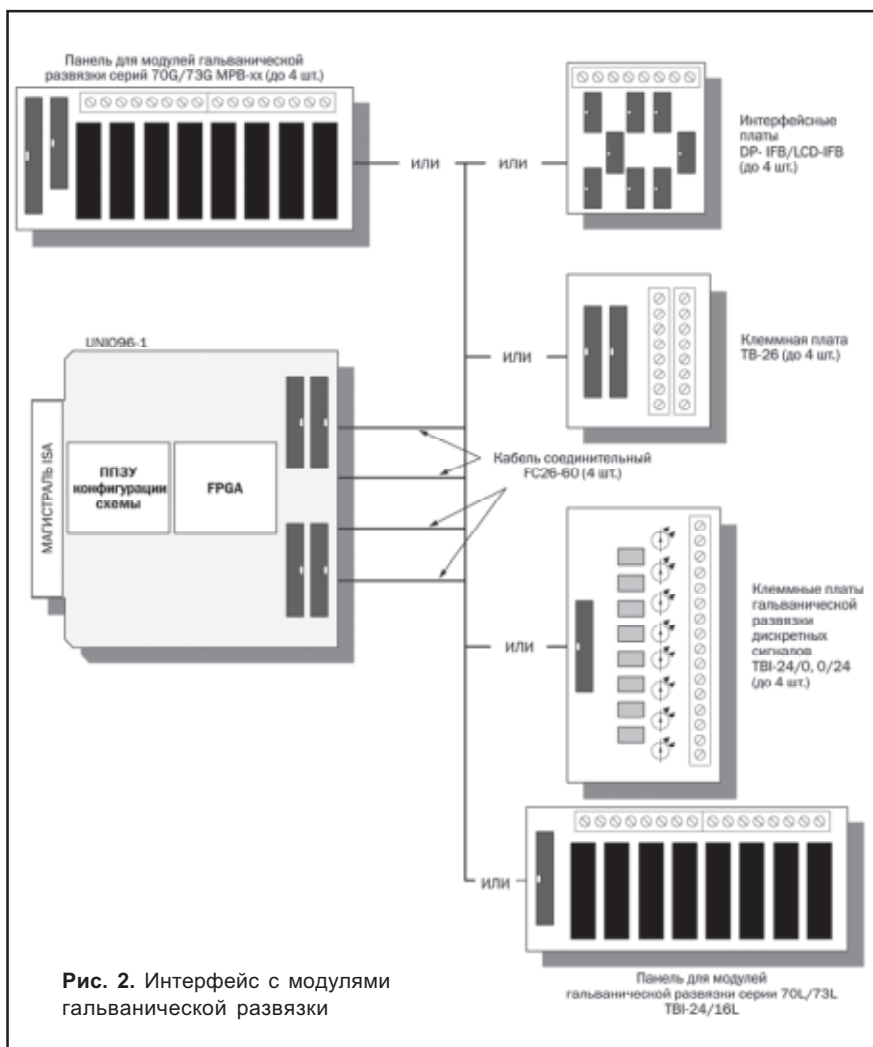 Панель для модулей гальванической
развязки серий 70G/73G MPB-xx (до 4 шт.)
ИЛИ
ИЛИ
Интерфейсные
платы
DP- IFB/LCD-IFB
(до 4 шт.)
UNIO96-1
МАГИСТРАЛЬ ISA
ППЗУ
конфигурации
схемы
FPGA
ИЛИ
Клеммная плата
ТВ-26 (до 4 шт.)
Кабель соединительный
FC26-60 (4 шт.)
ИЛИ
Клеммные платы
гальванической
развязки
дискретных
сигналов
TBI-24/0, 0/24
(до 4 шт.)
ИЛИ
Панель для модулей
гальванической развязки серии 70L/73L
TBI-24/16L
Рис. 2. Интерфейс с модулями
гальванической развязки